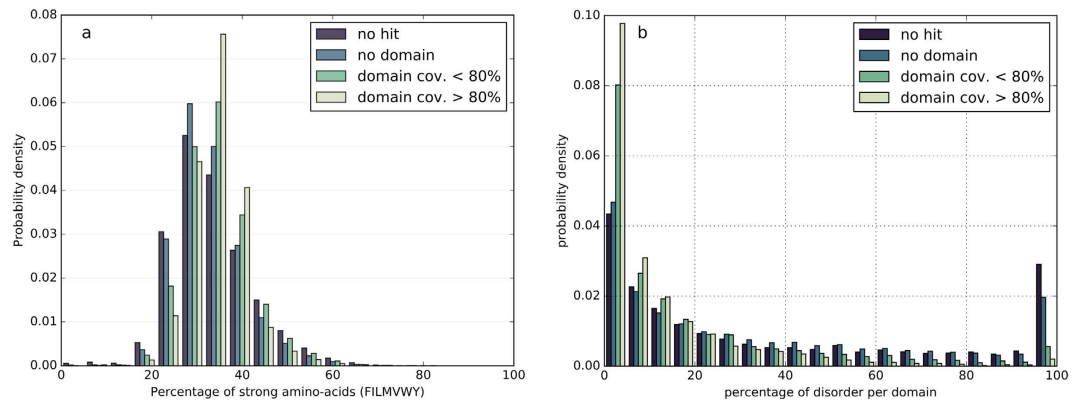 a
no hit
no domain
domain cov. < 80%
domain cov. > 80%
0.08
0.07
0.06
0.05
0.04
0.03
0.02
0.01
0.00
Probability density
0 20 40 60 80 100
Percentage of strong amino-acids (FILMVWY)
b
no hit
no domain
domain cov. < 80%
domain cov. > 80%
0.10
0.08
0.06
0.04
0.02
0.00
probability density
0 20 40 60 80 100
percentage of disorder per domain